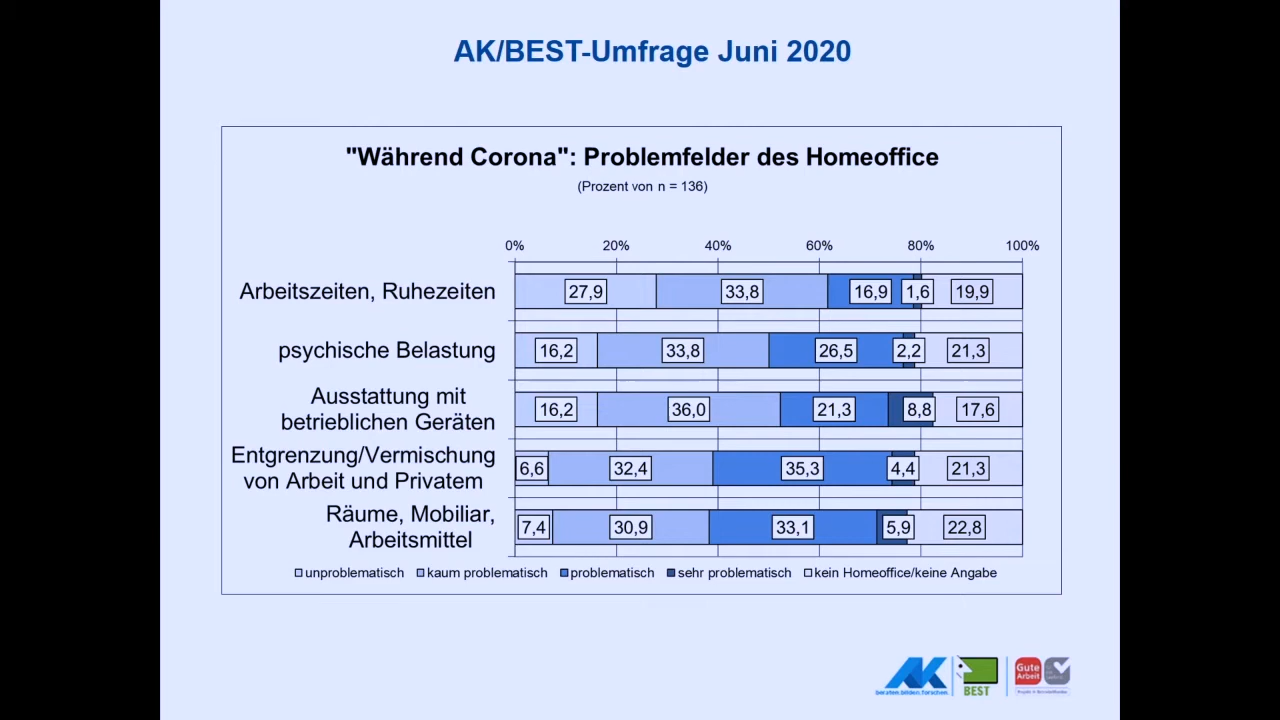 AK/BEST-Umfrage Juni 2020
"Während Corona": Problemfelder des Homeoffice
(Prozent von n = 136)
0% 20% 40% 60% 80% 100%
Arbeitszeiten, Ruhezeiten 27,9 33,8 16,9 1,6 19,9
psychische Belastung 16,2 33,8 26,5 2,2 21,3
Ausstattung mit
betrieblichen Geräten 16,2 36,0 21,3 8,8 17,6
Entgrenzung/Vermischung
von Arbeit und Privatem 6,6 32,4 35,3 4,4 21,3
Räume, Mobiliar,
Arbeitsmittel 7,4 30,9 33,1 5,9 22,8
unproblematisch kaum problematisch problematisch sehr problematisch kein Homeoffice/keine Angabe
AK
beraten.bilden.forschen.
BEST
Gute
Arbeit